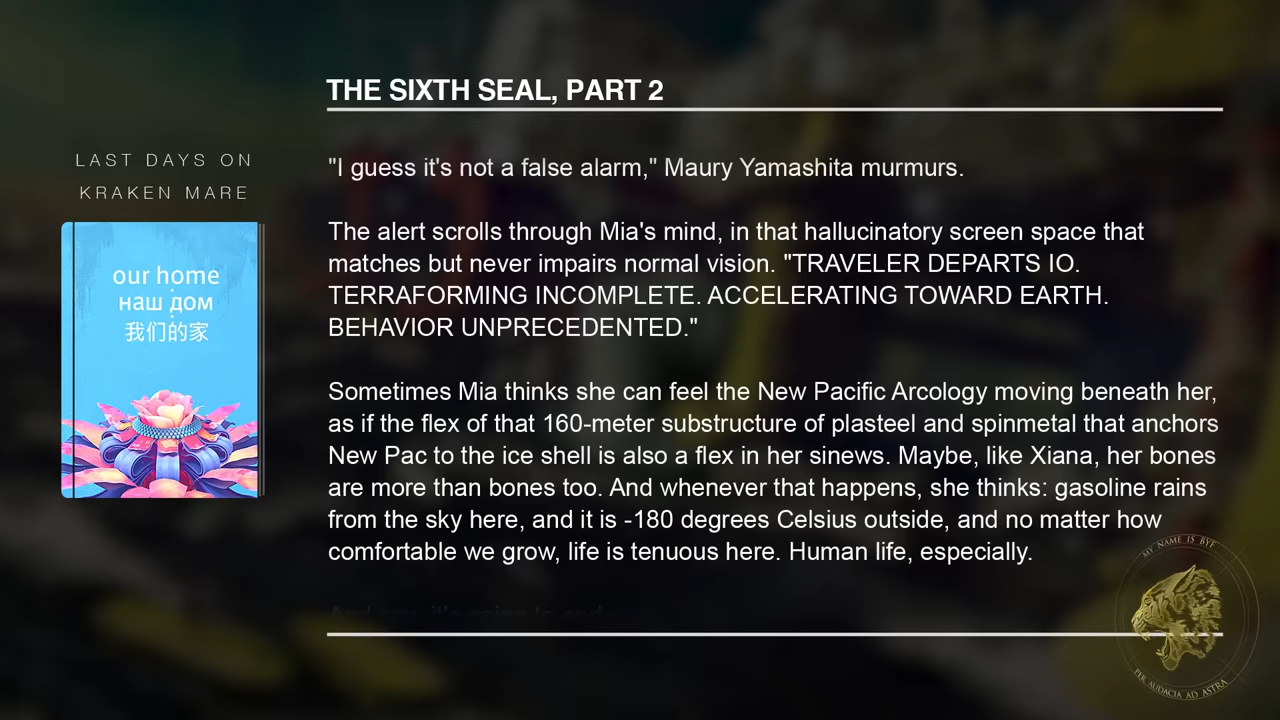 THE SIXTH SEAL, PART 2
LAST DAYS ON
KRAKEN MARE
our home
наш дом
我们的家
"I guess it's not a false alarm," Maury Yamashita murmurs.
The alert scrolls through Mia's mind, in that hallucinatory screen space that
matches but never impairs normal vision. "TRAVELER DEPARTS IO.
TERRAFORMING INCOMPLETE. ACCELERATING TOWARD EARTH.
BEHAVIOR UNPRECEDENTED."
Sometimes Mia thinks she can feel the New Pacific Arcology moving beneath her,
as if the flex of that 160-meter substructure of plasteel and spinmetal that anchors
New Pac to the ice shell is also a flex in her sinews. Maybe, like Xiana, her bones
are more than bones too. And whenever that happens, she thinks: gasoline rains
from the sky here, and it is -180 degrees Celsius outside, and no matter how
comfortable we grow, life is tenuous here. Human life, especially.
And now, it's going to end.
MY NAME IS BYF
PER AUDACIA AD ASTRA